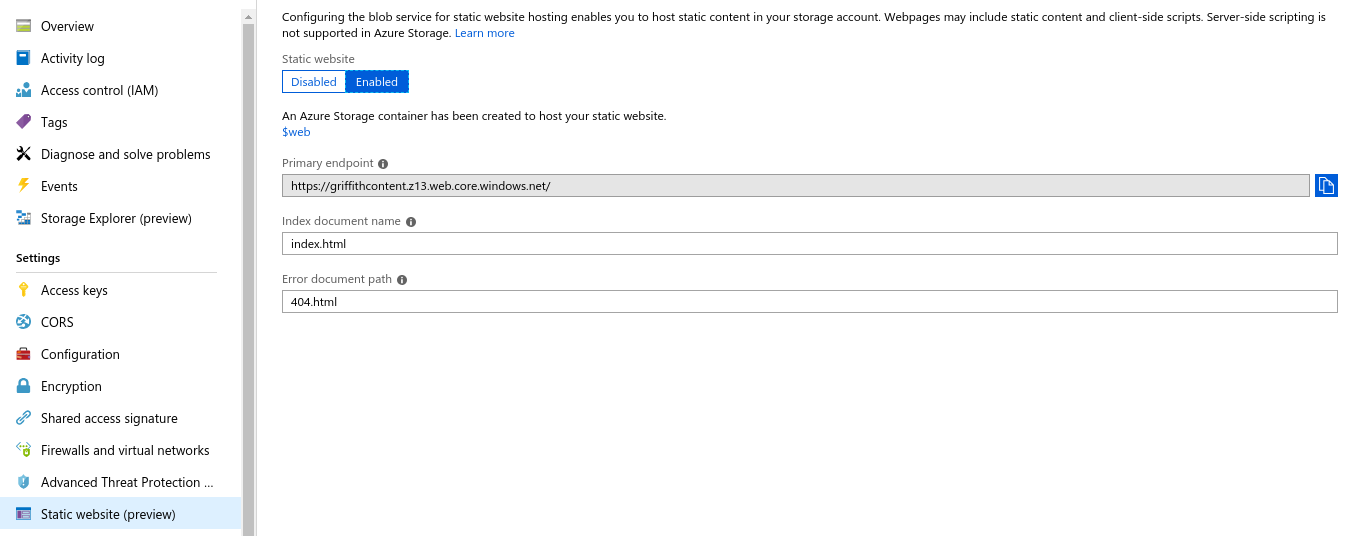 Overview
Activity log
Access control (IAM)
Tags
Diagnose and solve problems
Events
Storage Explorer (preview)
Settings
Access keys
CORS
Configuration
Encryption
Shared access signature
Firewalls and virtual networks
Advanced Threat Protection ...
Static website (preview)
Configuring the blob service for static website hosting enables you to host static content in your storage account. Webpages may include static content and client-side scripts. Server-side scripting is
not supported in Azure Storage. Learn more
Static website
Disabled Enabled
An Azure Storage container has been created to host your static website.
$web
Primary endpoint
https://griffithcontent.z13.web.core.windows.net/
Index document name
index.html
Error document path
404.html